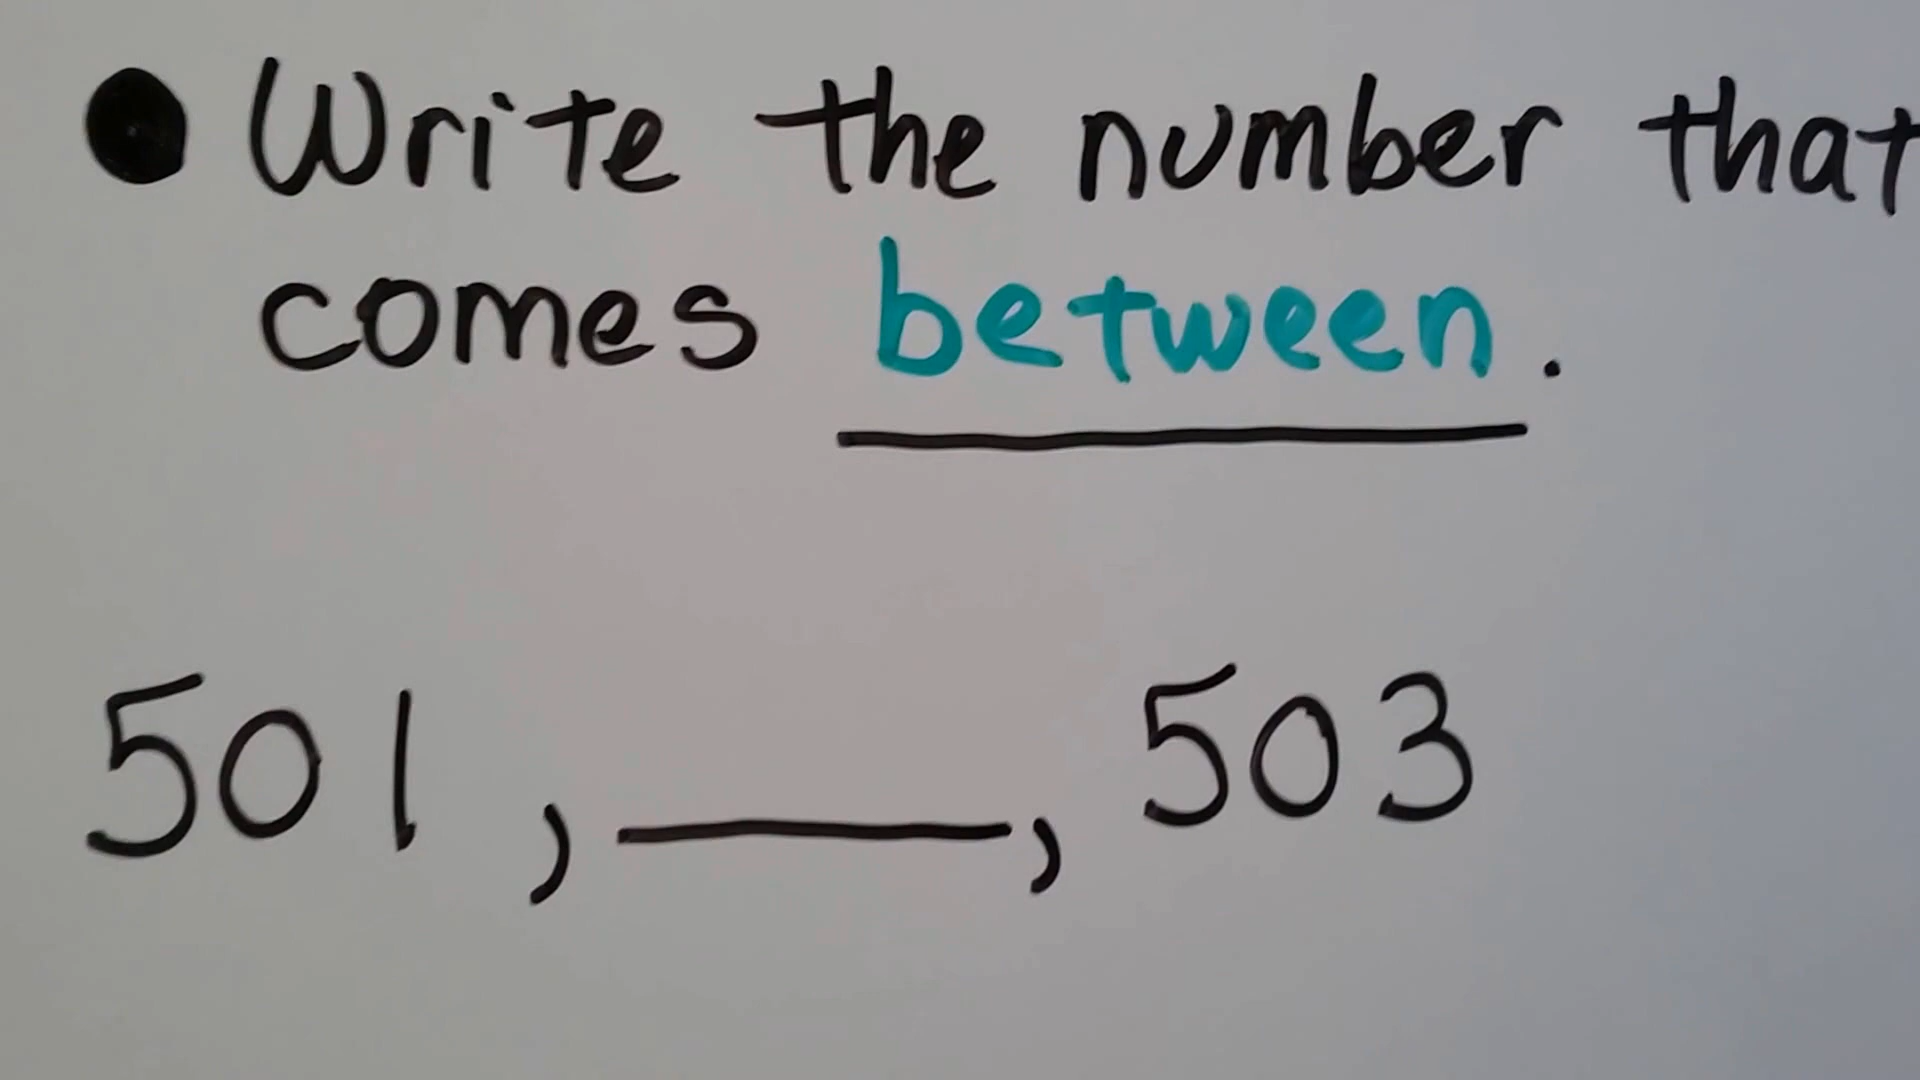 ● Write the number that
comes between.
501, ____, 503